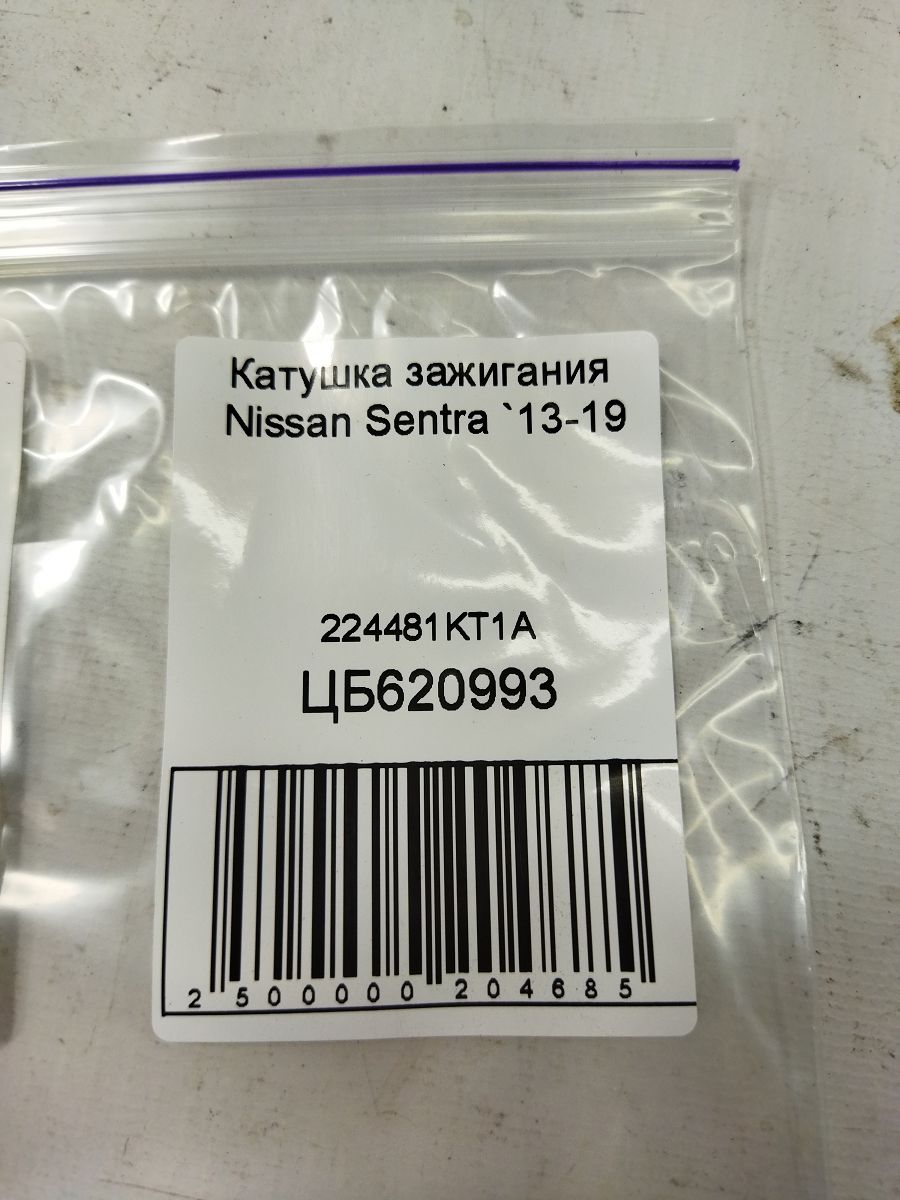 Катушка зажигания
Nissan Sentra `13-19
224481KT1A
ЦБ620993
2 500000 204685